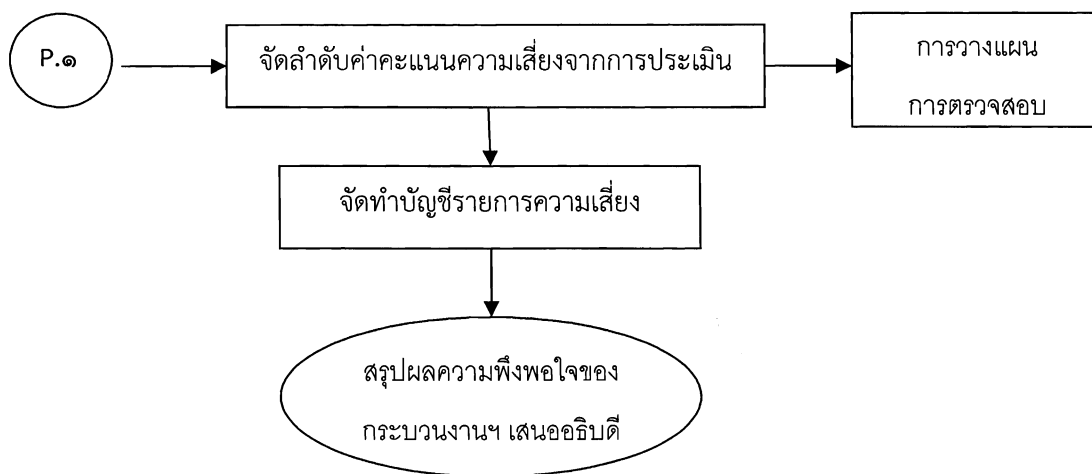 P.๑
จัดลำดับค่าคะแนนความเสี่ยงจากการประเมิน
การวางแผน
การตรวจสอบ
จัดทำบัญชีรายการความเสี่ยง
สรุปผลความพึงพอใจของ
กระบวนงานฯ เสนออธิบดี